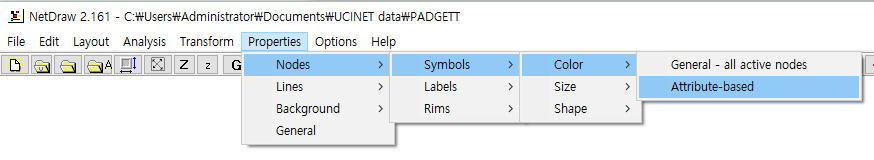 NetDraw 2.161 - C:₩Users₩Administrator₩Documents₩UCINET data₩PADGETT
File Edit Layout Analysis Transform Properties Options Help
A Z z G Nodes Symbols Color General - all active nodes
Lines Labels Size Attribute-based
Background Rims Shape
General